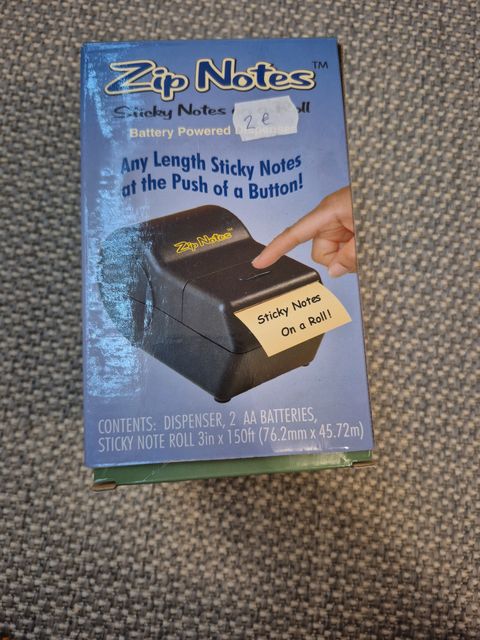 Zip Notes™
Sticky Notes Roll
2 e
Battery Powered
Any Length Sticky Notes
at the Push of a Button!
Zip Notes
Sticky Notes
On a Roll!
CONTENTS: DISPENSER, 2 AA BATTERIES,
STICKY NOTE ROLL 3in x 150ft (76.2mm x 45.72m)